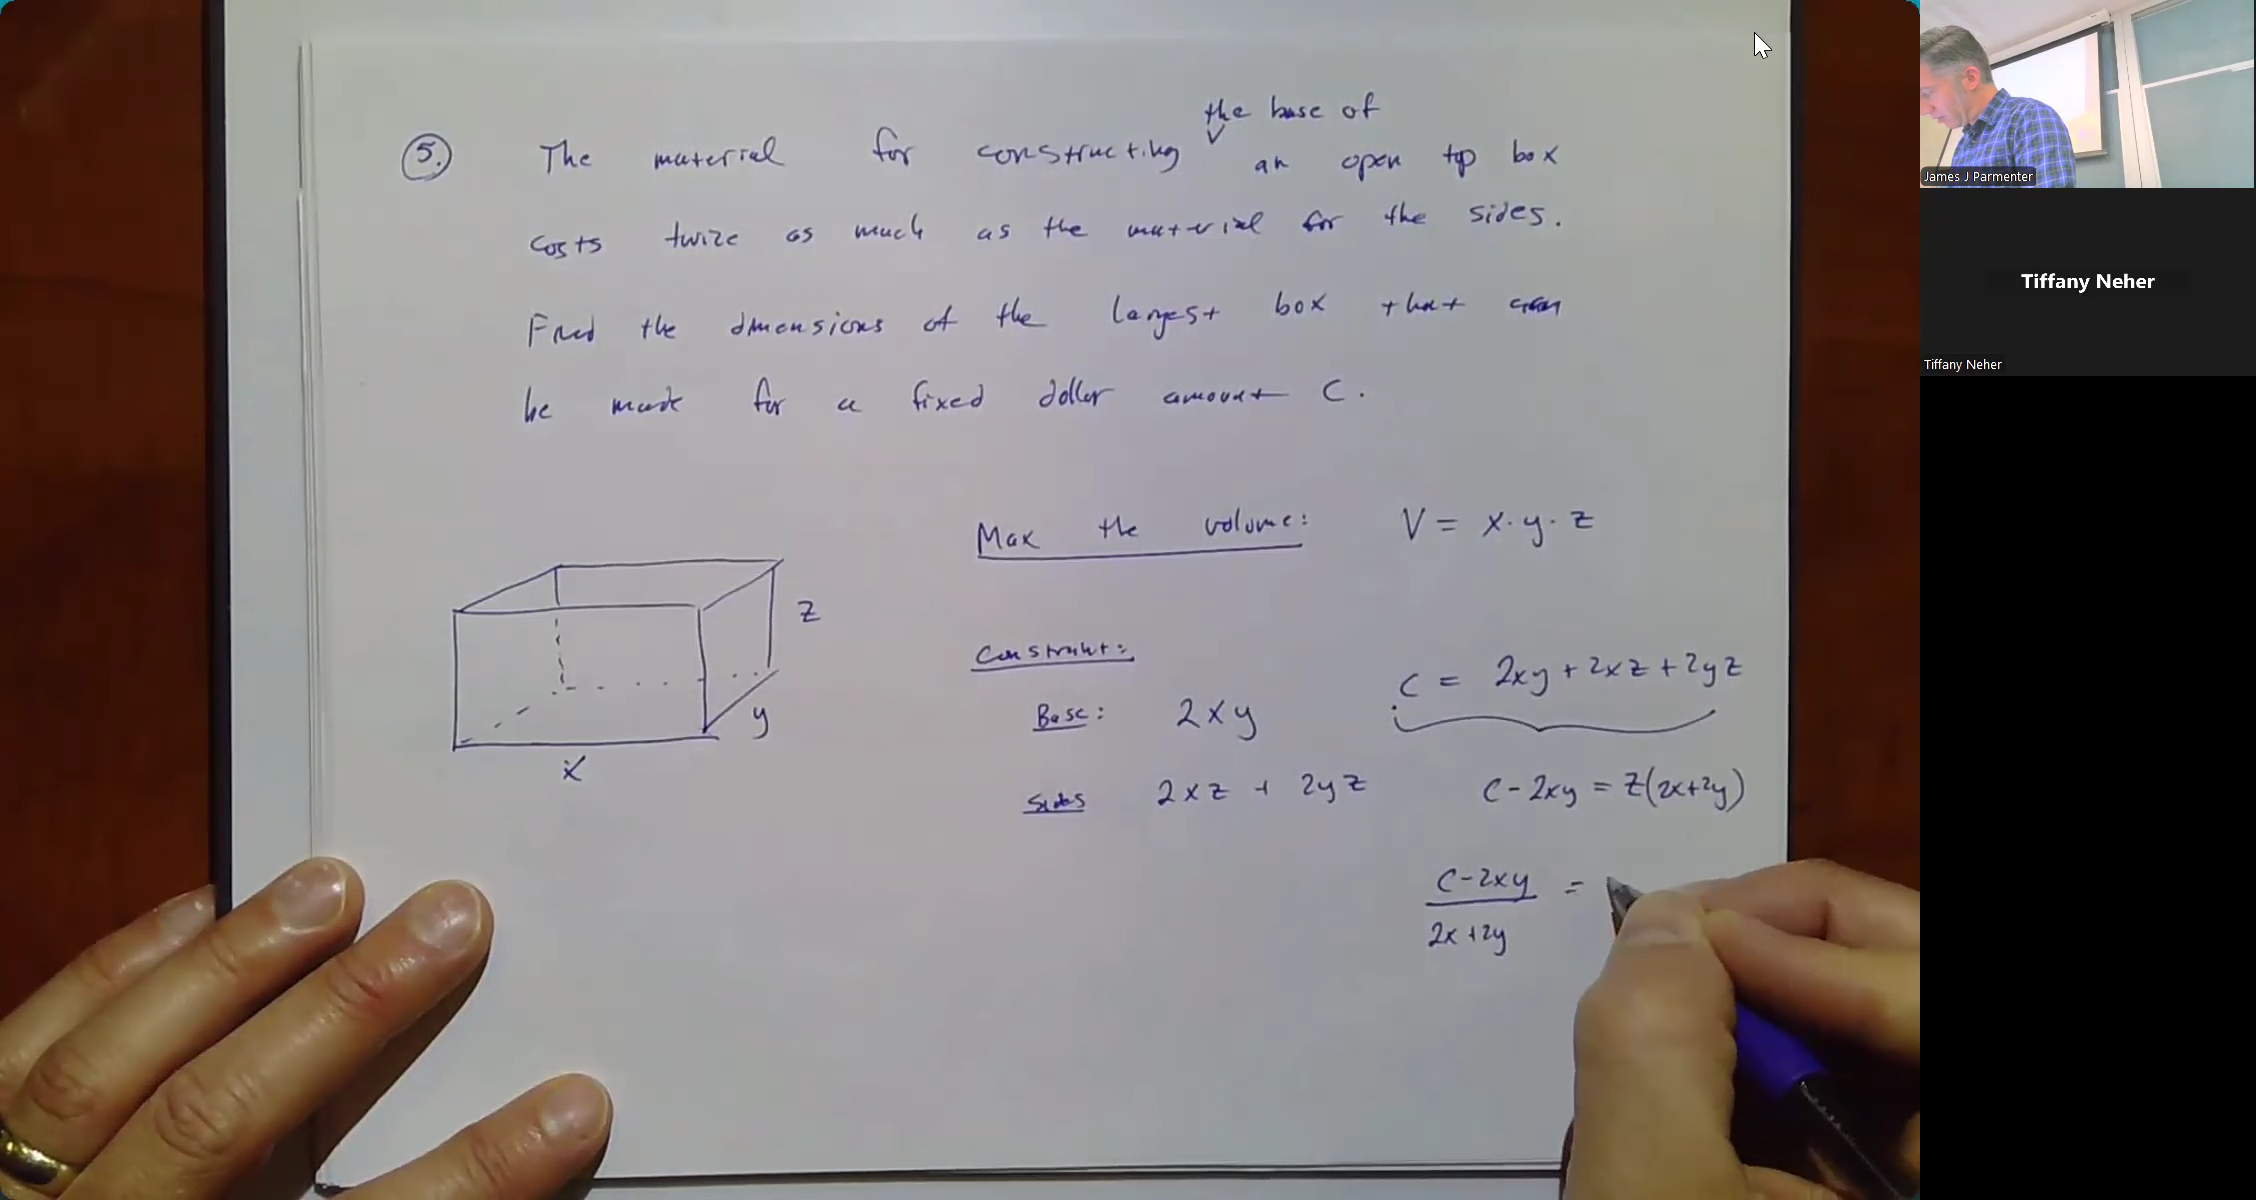 the base of
5. The material for constructing V an open top box
costs twice as much as the material for the sides.
Find the dimensions of the largest box that can
be made for a fixed dollar amount C.
Max the volume: V = x·y·z
z
Constraint:
C = 2xy + 2xz + 2yz
Base: 2xy
y
x
Sides 2xz + 2yz
C - 2xy = z(2x+2y)
C-2xy =
2x+2y
James J Parmenter
Tiffany Neher
Tiffany Neher